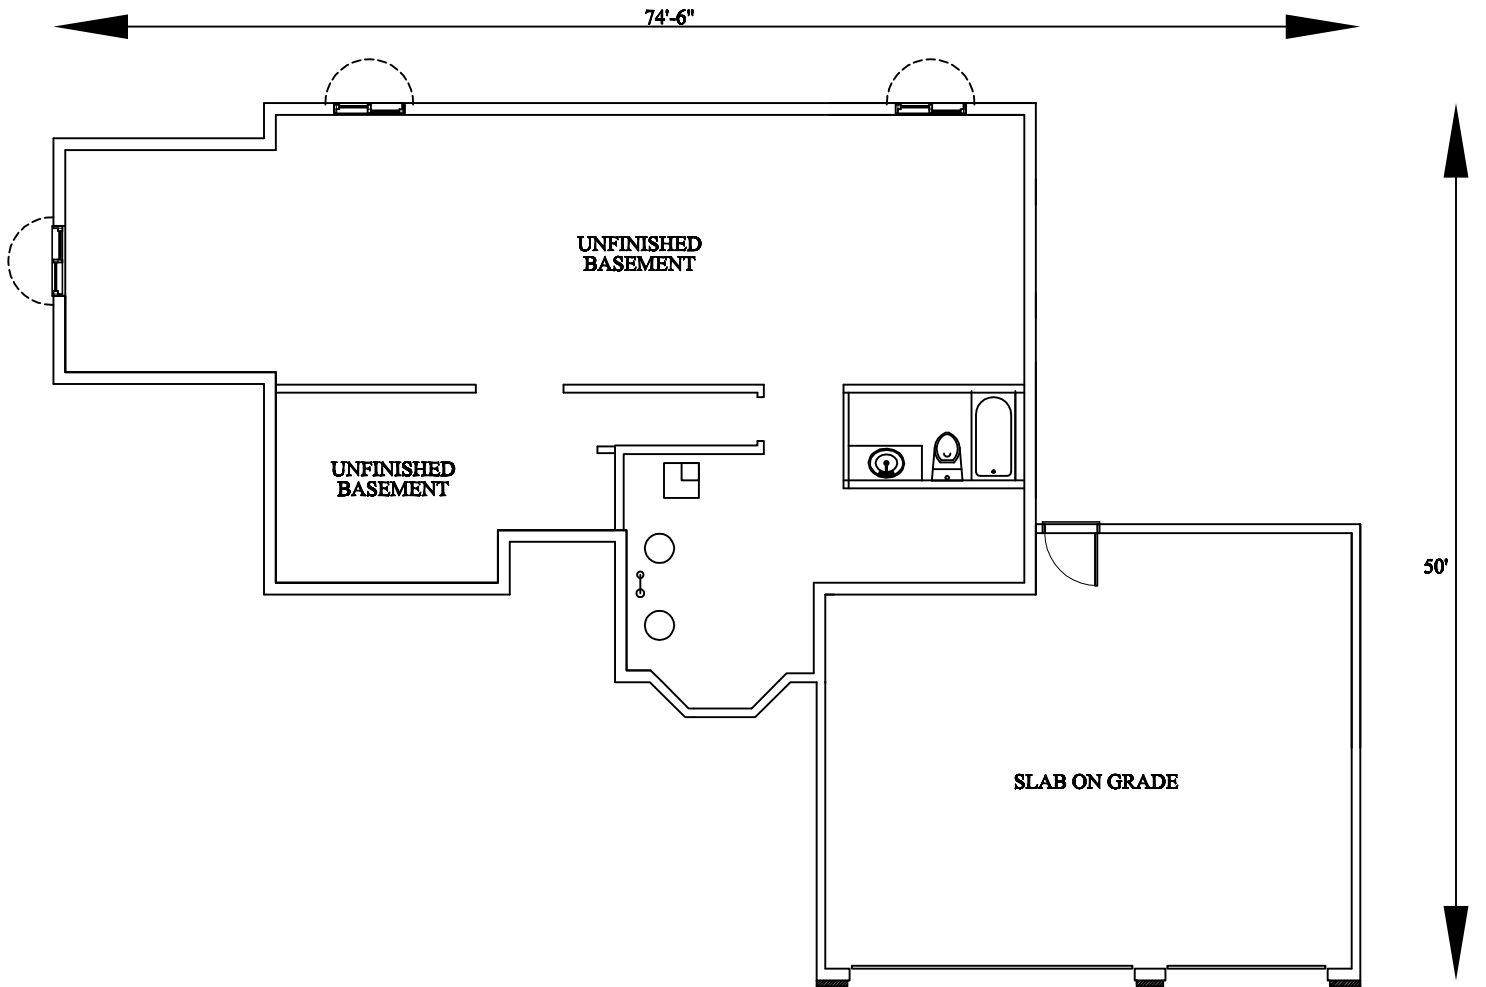 74'-6"
UNFINISHED
BASEMENT
UNFINISHED
BASEMENT
50'
SLAB ON GRADE